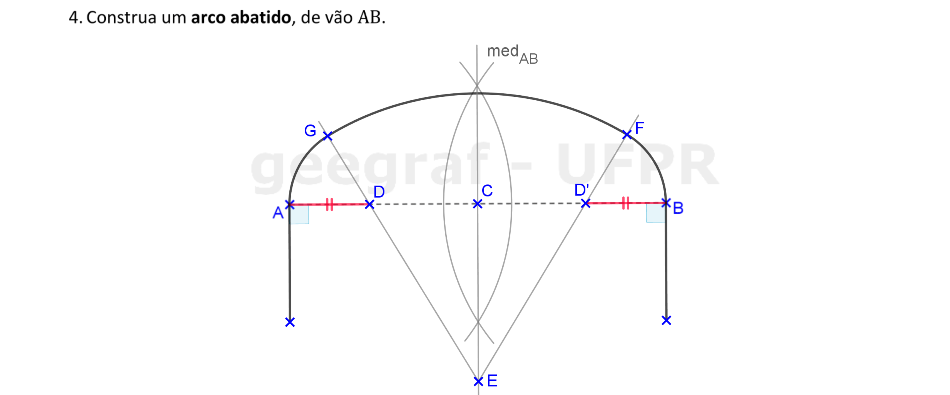 4. Construa um arco abatido, de vão AB.
med AB
G
F
geegraf - UFPR
D
C
D'
A
B
E